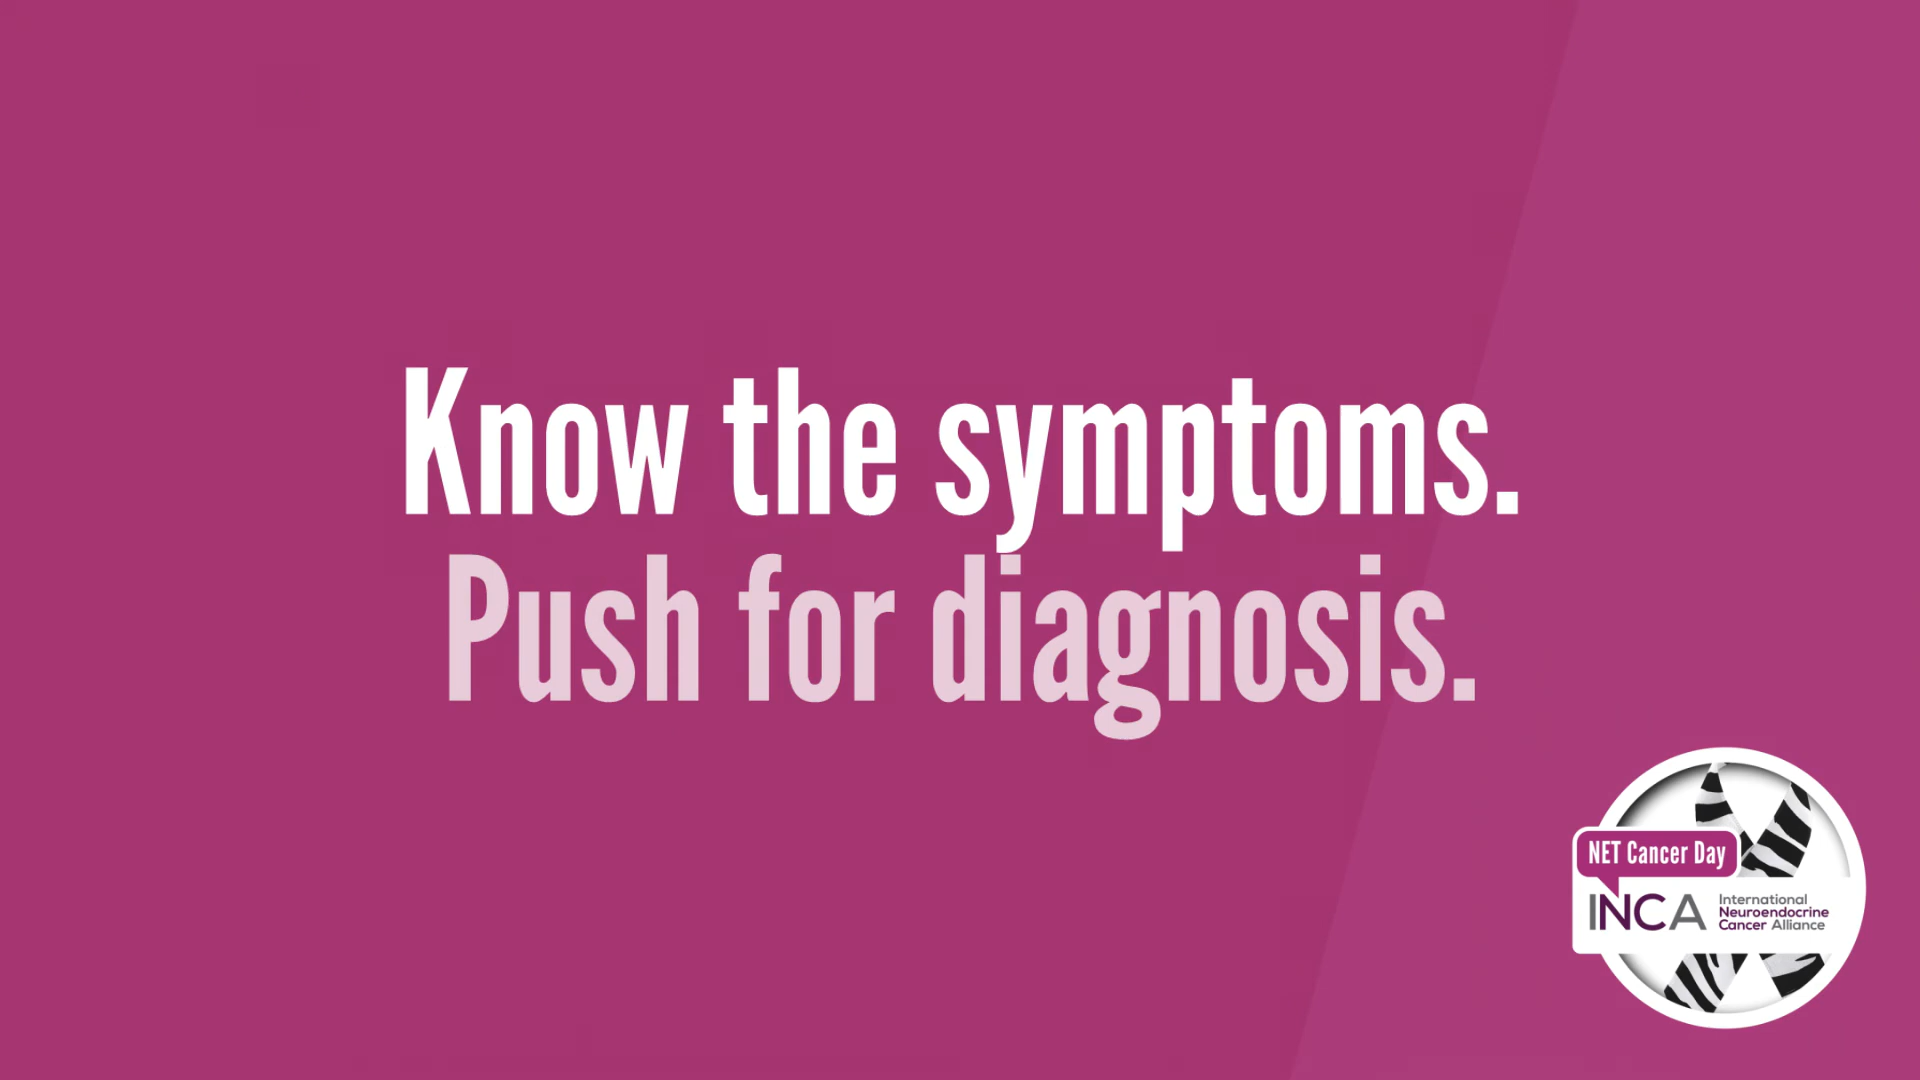 Know the symptoms.
Push for diagnosis.
NET Cancer Day
INCA
International
Neuroendocrine
Cancer Alliance